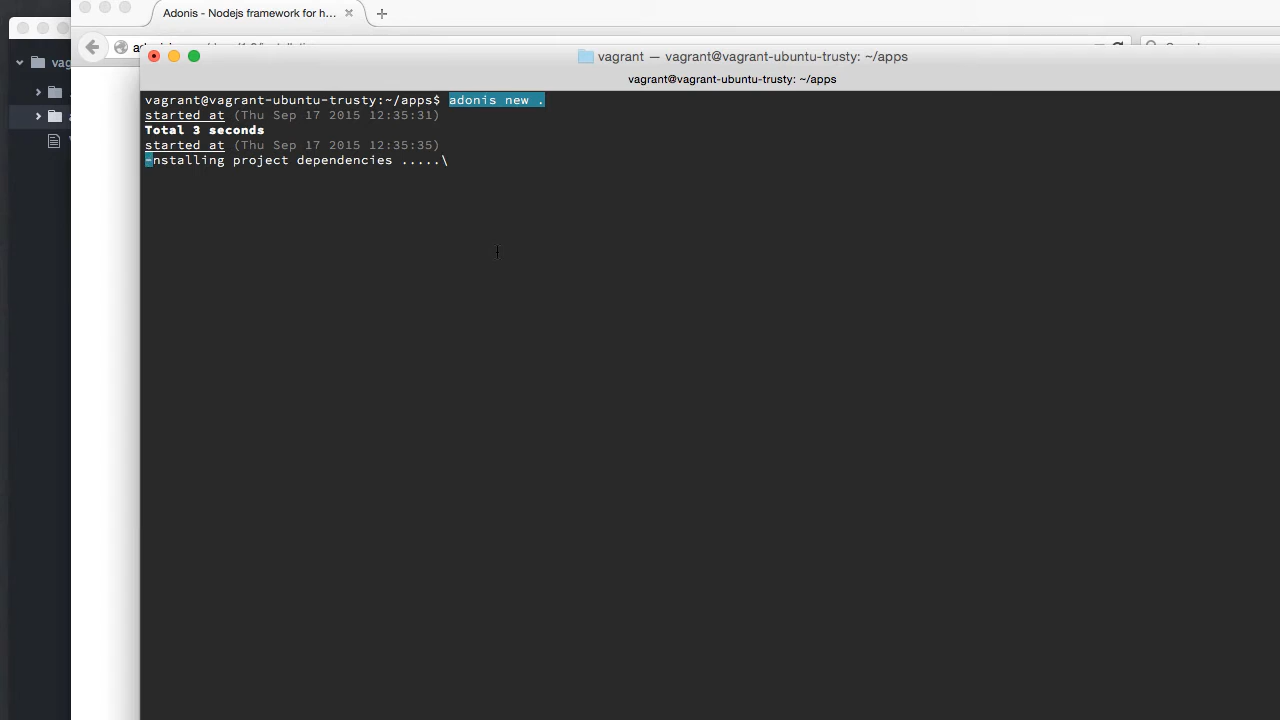 Adonis - Nodejs framework for h...
vag
vagrant — vagrant@vagrant-ubuntu-trusty: ~/apps
vagrant@vagrant-ubuntu-trusty: ~/apps
vagrant@vagrant-ubuntu-trusty:~/apps$ adonis new .
started at (Thu Sep 17 2015 12:35:31)
Total 3 seconds
started at (Thu Sep 17 2015 12:35:35)
-nstalling project dependencies .....\